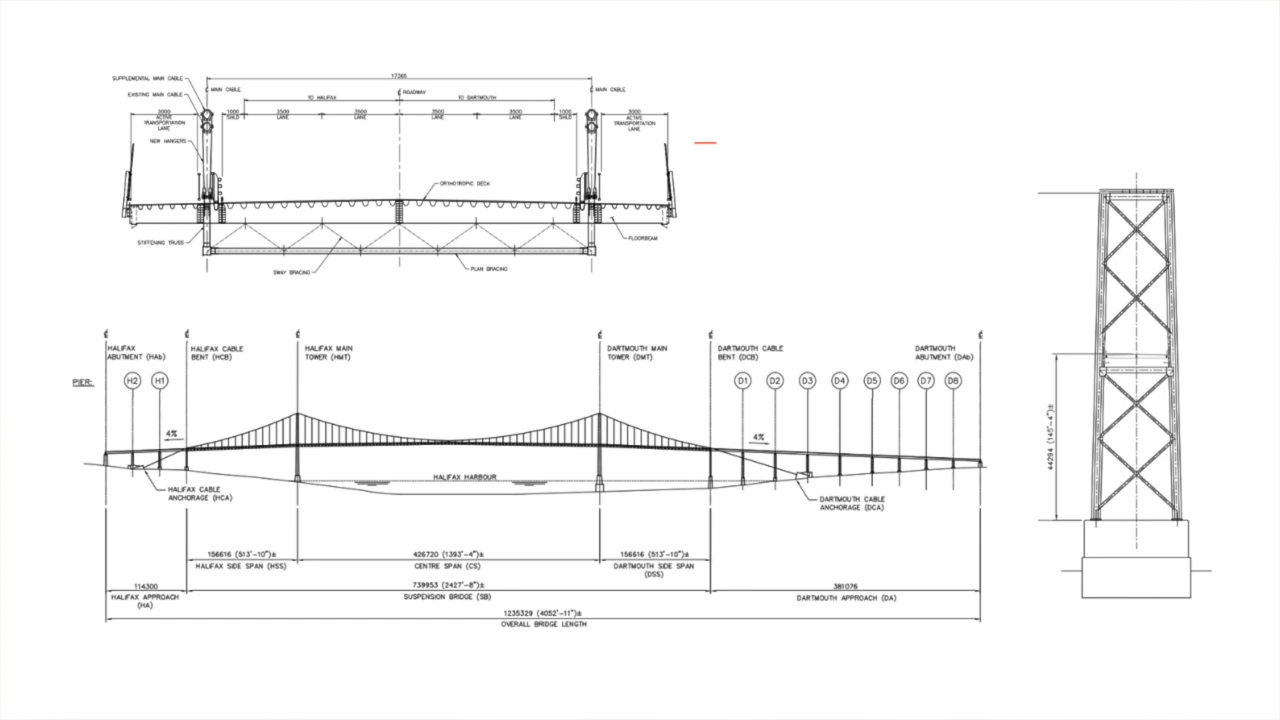 SUPPLEMENTAL MAIN CABLE
17365
℄ MAIN CABLE
℄ ROADWAY
℄ MAIN CABLE
EXISTING MAIN CABLE
TO HALIFAX
TO DARTMOUTH
3000
ACTIVE
TRANSPORTATION
LANE
1000
SHLD
3500
LANE
3500
LANE
3500
LANE
3500
LANE
1000
SHLD
3000
ACTIVE
TRANSPORTATION
LANE
NEW HANGERS
ORTHOTROPIC DECK
STIFFENING TRUSS
FLOORBEAM
SWAY BRACING
PLAN BRACING
℄
HALIFAX
ABUTMENT (HAb)
℄
HALIFAX CABLE
BENT (HCB)
℄
HALIFAX MAIN
TOWER (HMT)
℄
DARTMOUTH MAIN
TOWER (DMT)
℄
DARTMOUTH CABLE
BENT (DCB)
℄
DARTMOUTH
ABUTMENT (DAb)
PIER:
H2
H1
D1
D2
D3
D4
D5
D6
D7
D8
4%
4%
HALIFAX HARBOUR
HALIFAX CABLE
ANCHORAGE (HCA)
DARTMOUTH CABLE
ANCHORAGE (DCA)
156616 (513'-10")±
HALIFAX SIDE SPAN (HSS)
426720 (1393'-4")±
CENTRE SPAN (CS)
156616 (513'-10")±
DARTMOUTH SIDE SPAN
(DSS)
114300
HALIFAX APPROACH
(HA)
739953 (2427'-8")±
SUSPENSION BRIDGE (SB)
381076
DARTMOUTH APPROACH (DA)
1235329 (4052'-11")±
OVERALL BRIDGE LENGTH
44294 (145'-4")±